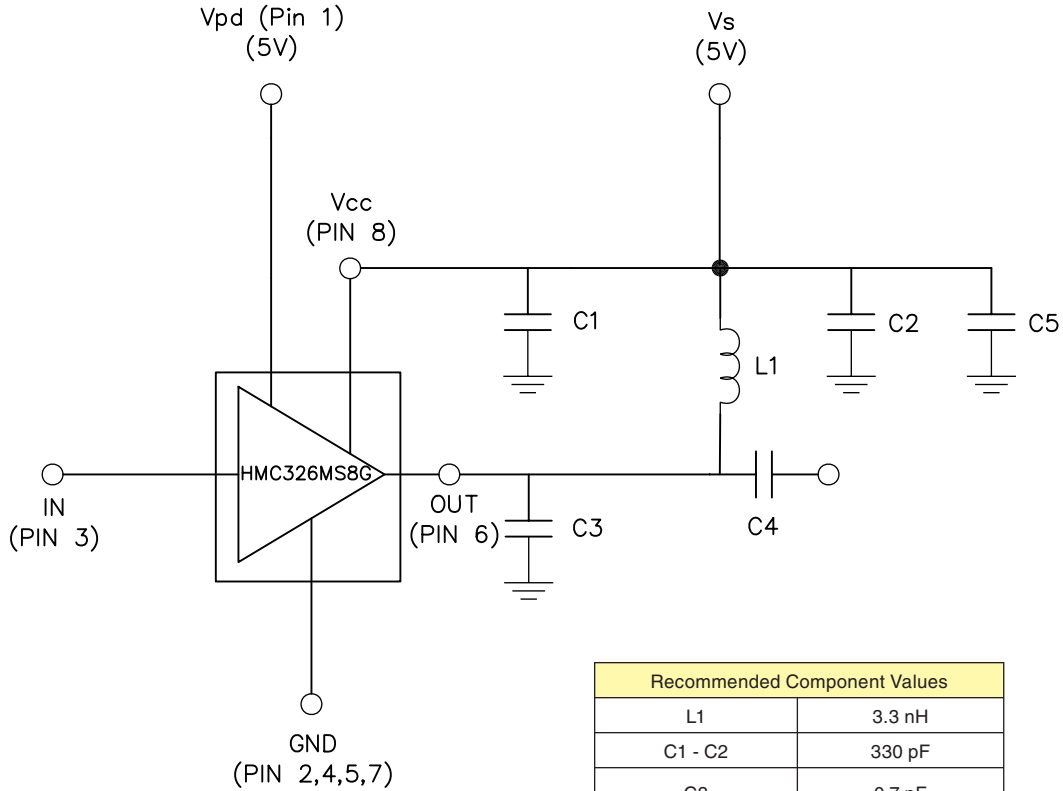 Vpd (Pin 1)
(5V)
Vs
(5V)
Vcc
(PIN 8)
C1
C2
C5
L1
HMC326MS8G
IN
(PIN 3)
OUT
(PIN 6)
C3
C4
GND
(PIN 2,4,5,7)
Recommended Component Values
L1 3.3 nH
C1 - C2 330 pF